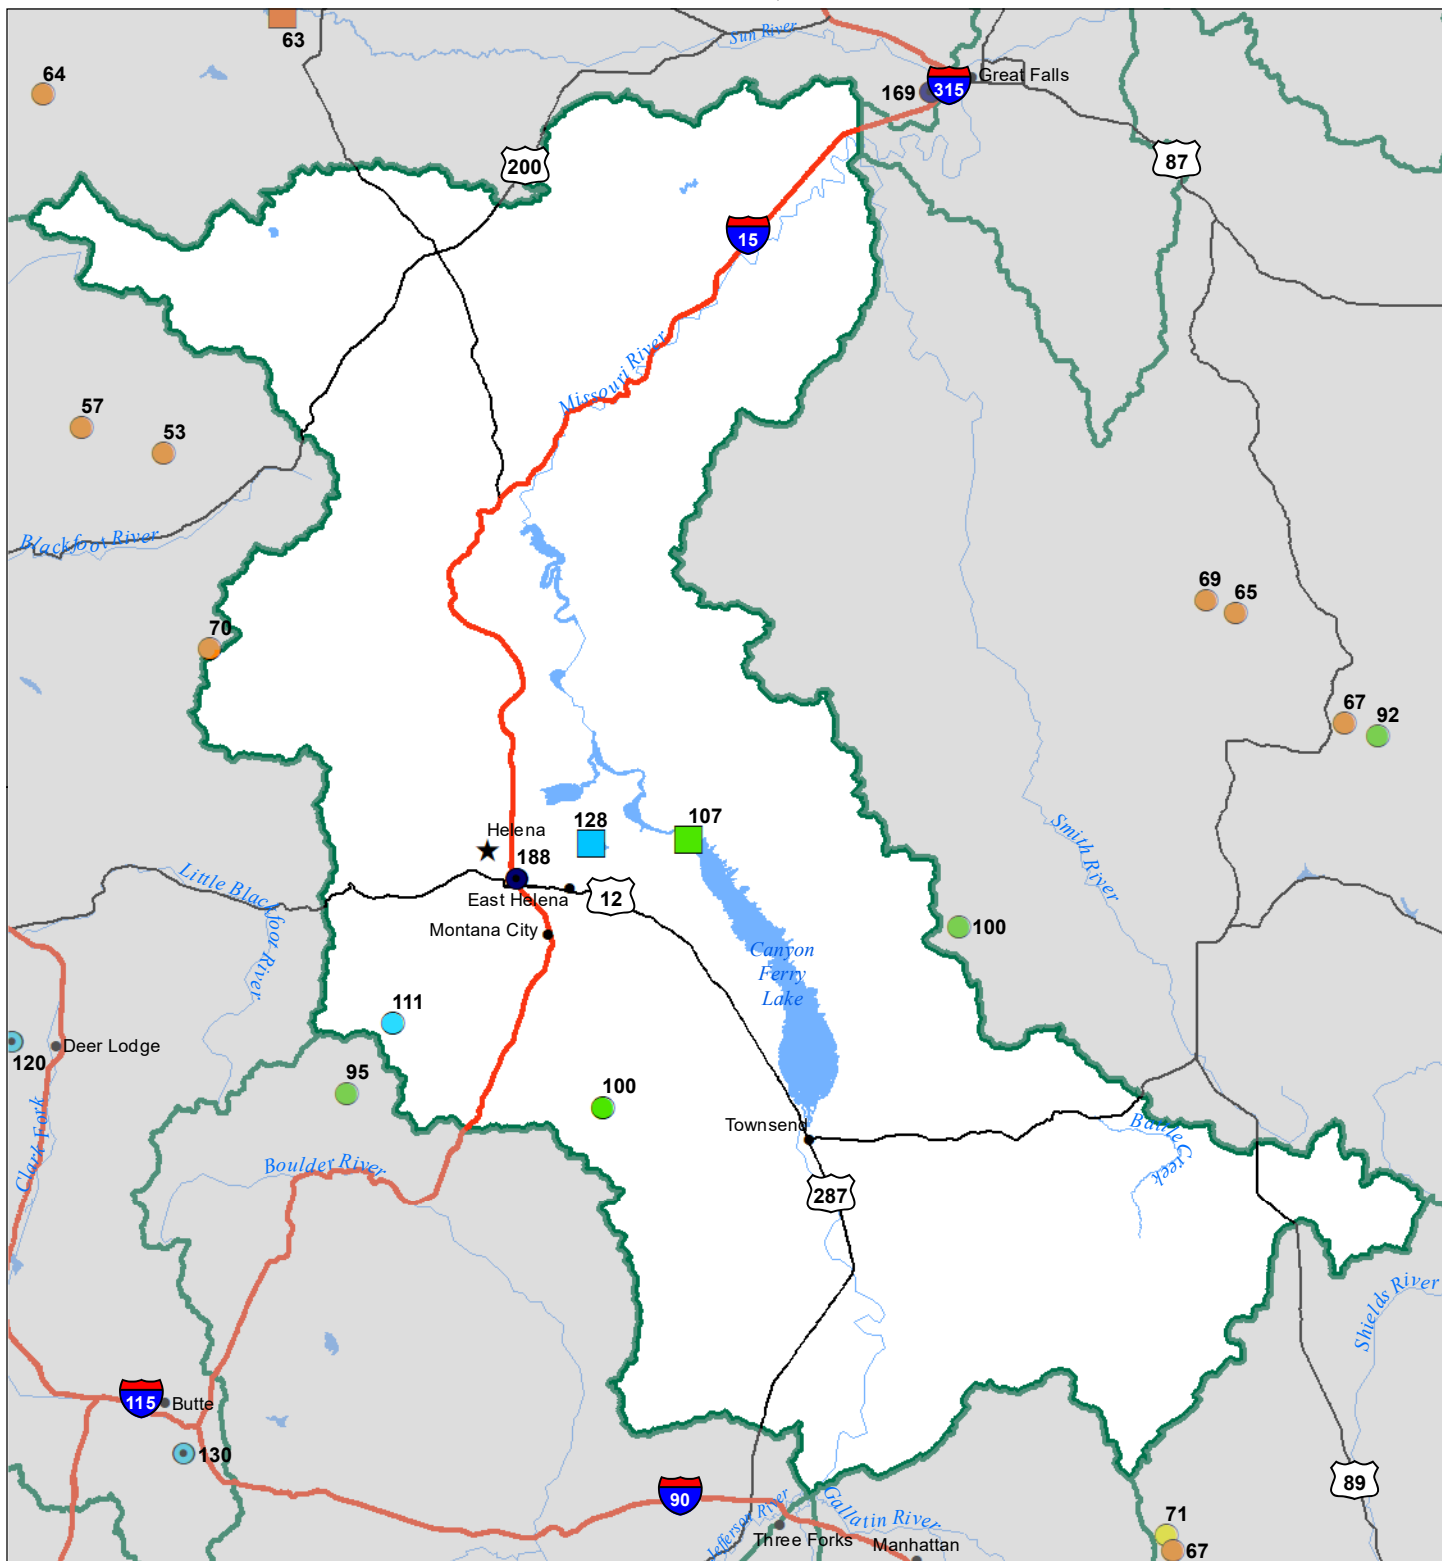 63
Sun River
64
Great Falls
169
315
200
87
15
Missouri River
57
53
Blackfoot River
69
65
70
67
92
Helena
128
107
188
Smith River
Little Blackfoot River
East Helena
12
Montana City
100
Canyon
Ferry
Lake
111
120
Deer Lodge
95
100
Townsend
Battle Creek
Clark Fork
Boulder River
287
Shields River
115
Butte
130
90
89
Jefferson River
Gallatin River
71
Three Forks
Manhattan
67